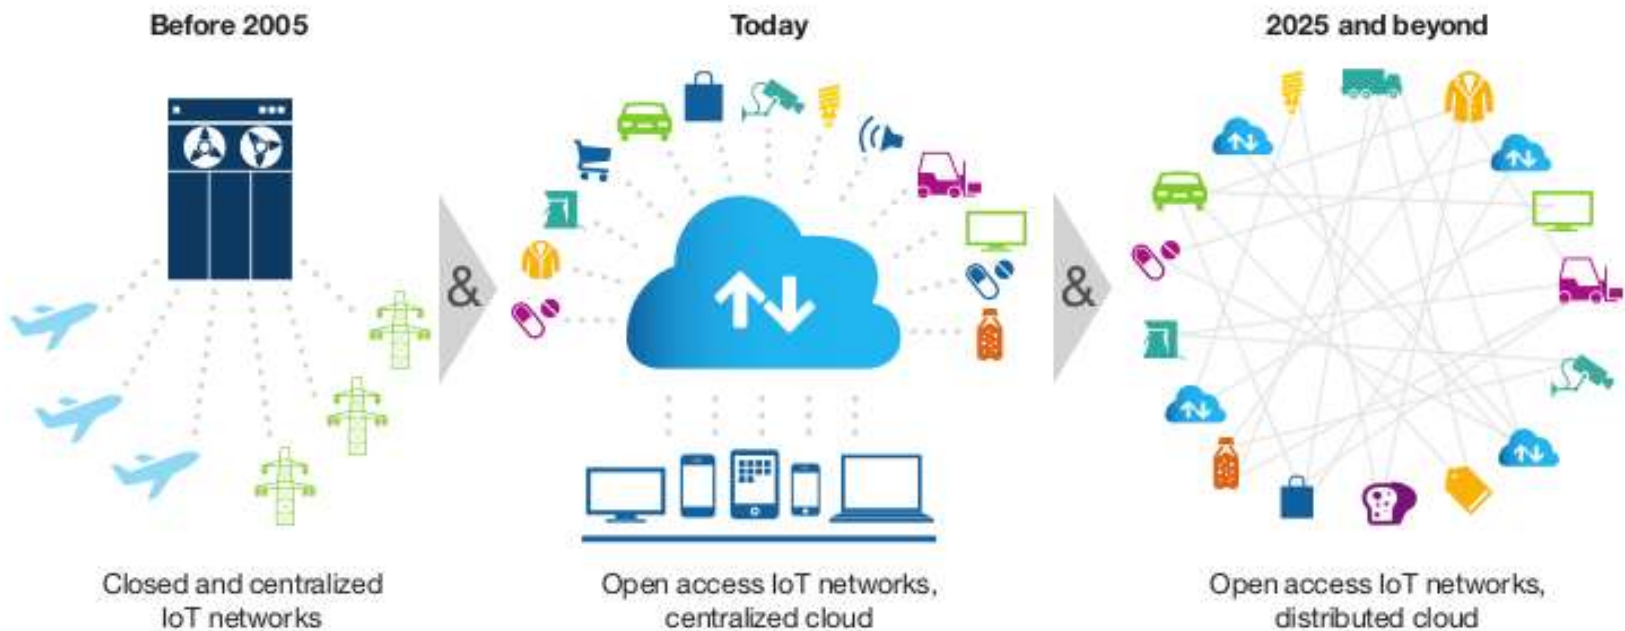 Before 2005
Today
2025 and beyond
&
&
Closed and centralized
IoT networks
Open access IoT networks,
centralized cloud
Open access IoT networks,
distributed cloud